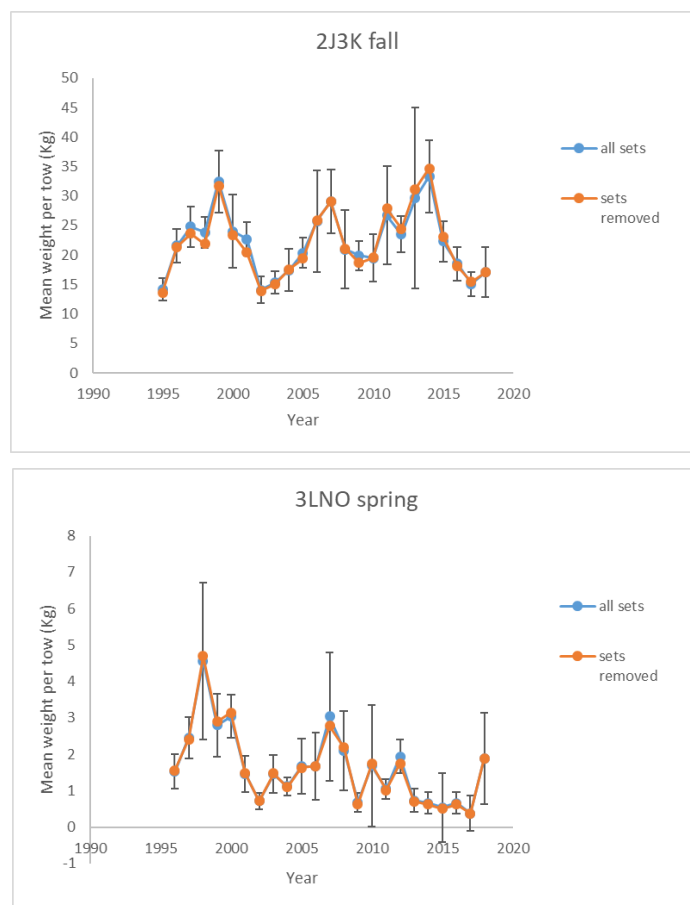 2J3K fall
50
45
40
35
30
25
20
15
10
5
0
Mean weight per tow (Kg)
1990 1995 2000 2005 2010 2015 2020
Year
all sets
sets
removed
3LNO spring
8
7
6
5
4
3
2
1
0
-1
Mean weight per tow (Kg)
1990 1995 2000 2005 2010 2015 2020
Year
all sets
sets
removed